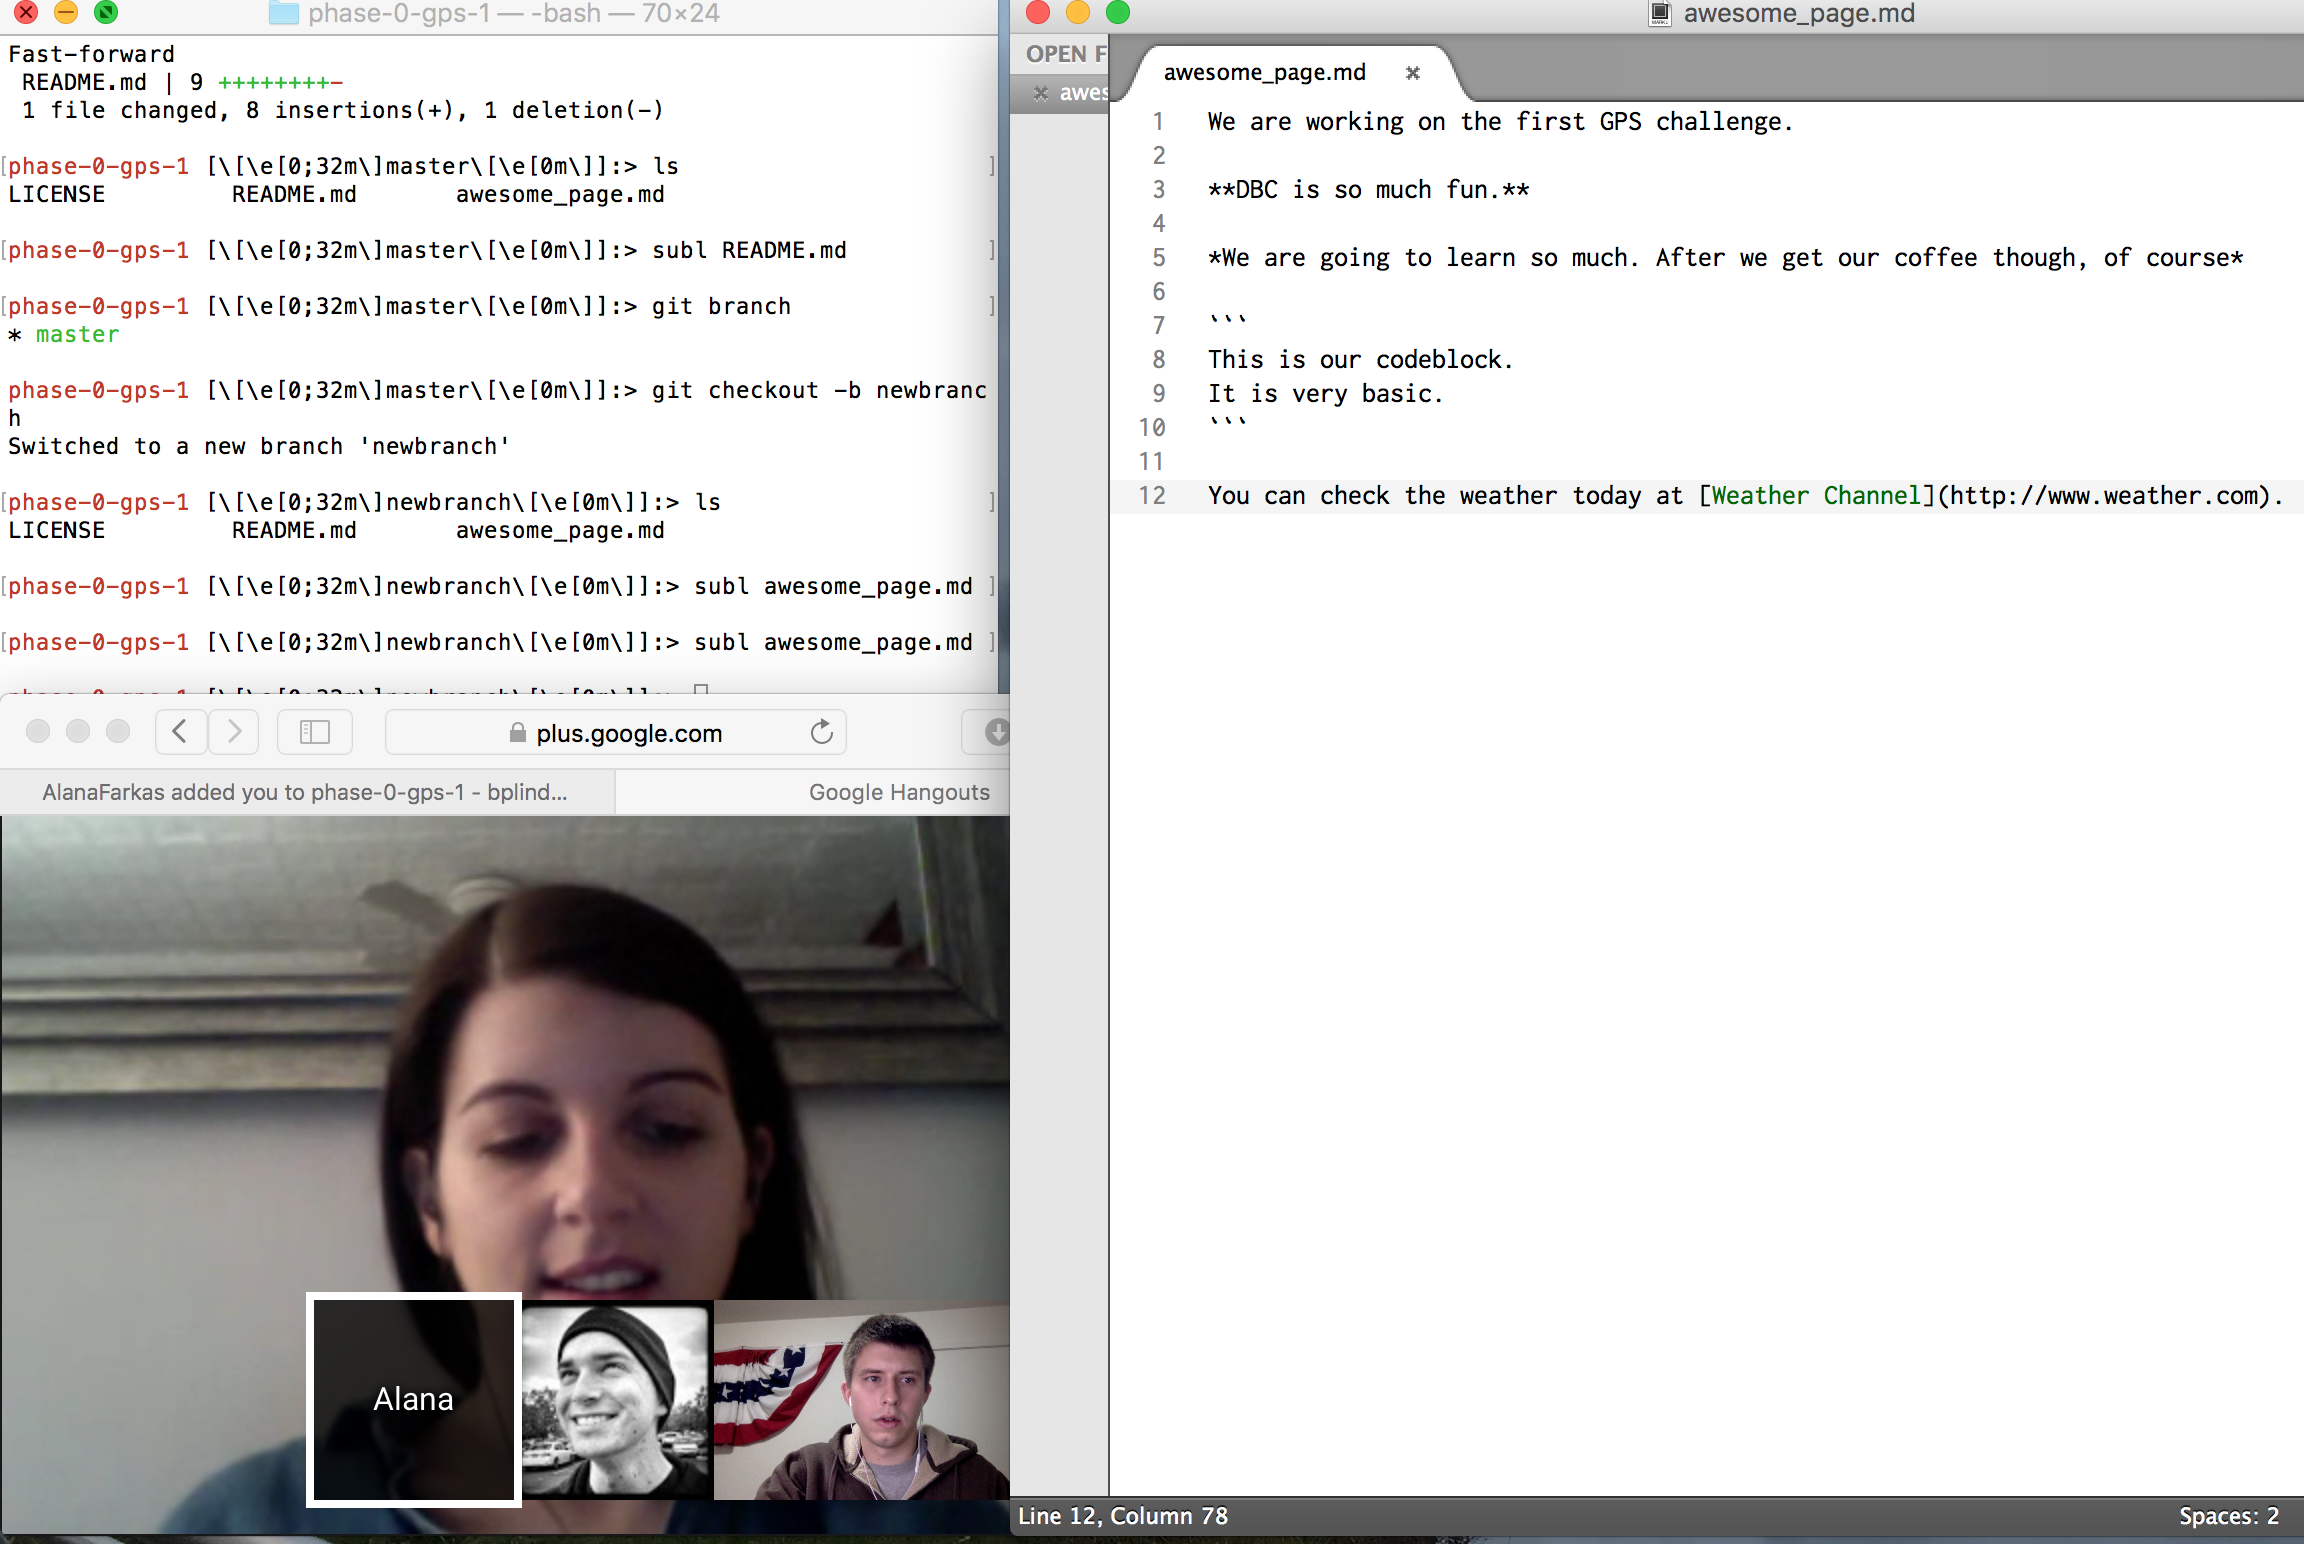 phase-0-gps-1 — -bash — 70×24
Fast-forward
 README.md | 9 ++++++++-
 1 file changed, 8 insertions(+), 1 deletion(-)
[phase-0-gps-1 [\[\e[0;32m\]master\[\e[0m\]]:> ls ]
LICENSE         README.md       awesome_page.md
[phase-0-gps-1 [\[\e[0;32m\]master\[\e[0m\]]:> subl README.md ]
[phase-0-gps-1 [\[\e[0;32m\]master\[\e[0m\]]:> git branch ]
* master
phase-0-gps-1 [\[\e[0;32m\]master\[\e[0m\]]:> git checkout -b newbranc
h
Switched to a new branch 'newbranch'
[phase-0-gps-1 [\[\e[0;32m\]newbranch\[\e[0m\]]:> ls ]
LICENSE         README.md       awesome_page.md
[phase-0-gps-1 [\[\e[0;32m\]newbranch\[\e[0m\]]:> subl awesome_page.md ]
[phase-0-gps-1 [\[\e[0;32m\]newbranch\[\e[0m\]]:> subl awesome_page.md ]
phase-0-gps-1 [\[\e[0;32m\]newbranch\[\e[0m\]]:>
plus.google.com
AlanaFarkas added you to phase-0-gps-1 - bplind...
Google Hangouts
Alana
awesome_page.md
OPEN F
awes
awesome_page.md
1 We are working on the first GPS challenge.
2
3 **DBC is so much fun.**
4
5 *We are going to learn so much. After we get our coffee though, of course*
6
7 ```
8 This is our codeblock.
9 It is very basic.
10 ```
11
12 You can check the weather today at [Weather Channel](http://www.weather.com).
Line 12, Column 78
Spaces: 2